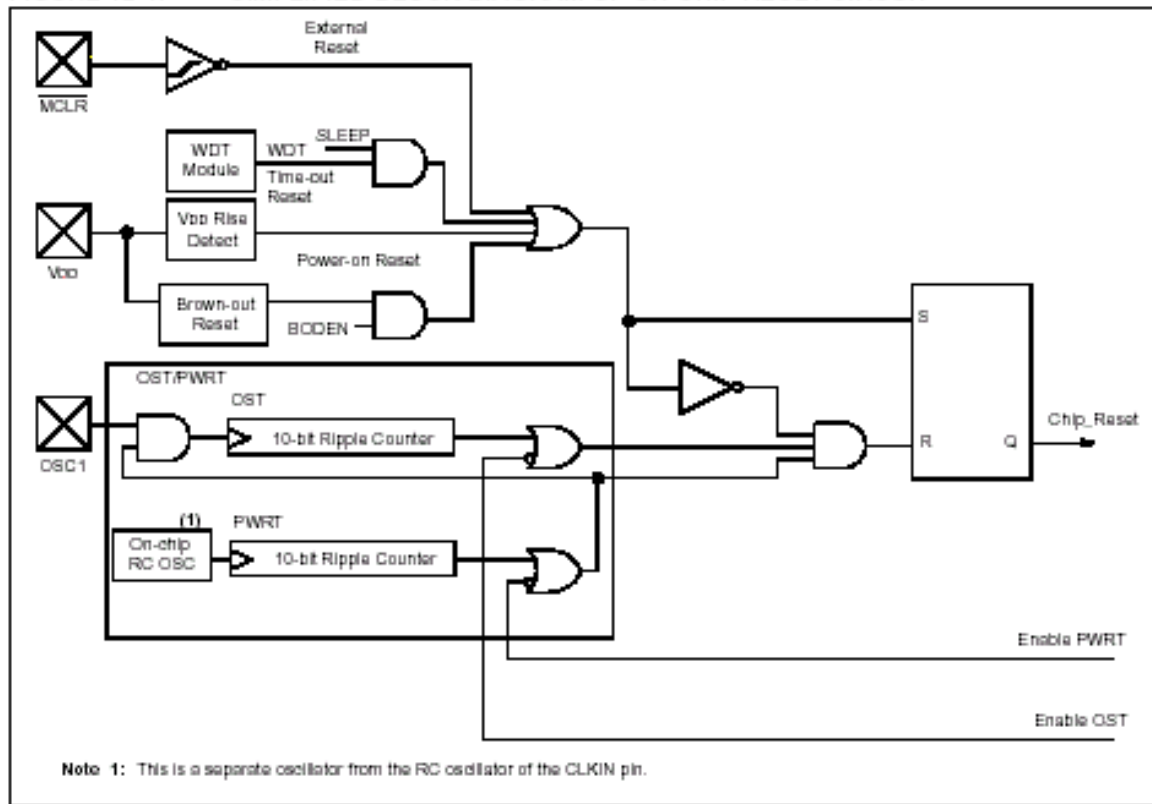 External
Reset
MCLR
SLEEP
WDT
Module
WDT
Time-out
Reset
VDD Rise
Detect
VDD
Power-on Reset
Brown-out
Reset
BODEN
S
OST/PWRT
OST
10-bit Ripple Counter
OSC1
Chip_Reset
R
Q
(1)
PWRT
On-chip
RC OSC
10-bit Ripple Counter
Enable PWRT
Enable OST
Note 1: This is a separate oscillator from the RC oscillator of the CLKIN pin.